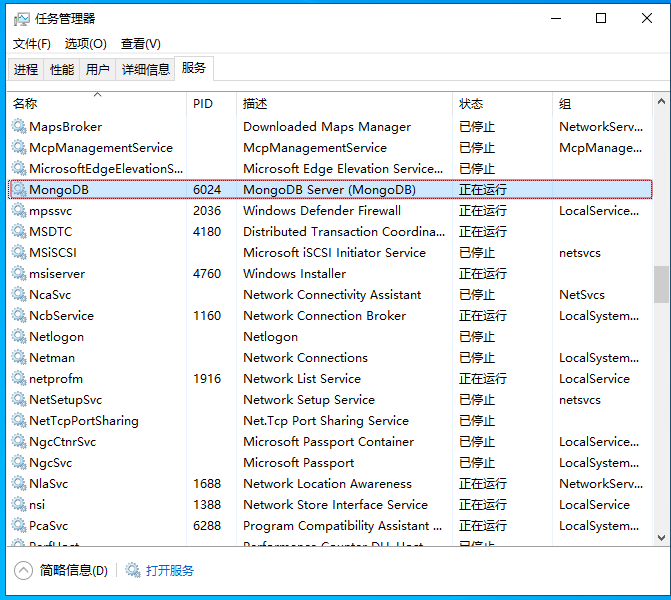 任务管理器
文件(F) 选项(O) 查看(V)
进程 性能 用户 详细信息 服务
名称 PID 描述 状态 组
MapsBroker Downloaded Maps Manager 已停止 NetworkServ...
McpManagementService McpManagementService 已停止 McpManage...
MicrosoftEdgeElevationS... Microsoft Edge Elevation Service... 已停止
MongoDB 6024 MongoDB Server (MongoDB) 正在运行
mpssvc 2036 Windows Defender Firewall 正在运行 LocalService...
MSDTC 4180 Distributed Transaction Coordina... 正在运行
MSiSCSI Microsoft iSCSI Initiator Service 已停止 netsvcs
msiserver 4760 Windows Installer 正在运行
NcaSvc Network Connectivity Assistant 已停止 NetSvcs
NcbService 1160 Network Connection Broker 正在运行 LocalSystem...
Netlogon Netlogon 已停止
Netman Network Connections 已停止 LocalSystem...
netprofm 1916 Network List Service 正在运行 LocalService
NetSetupSvc Network Setup Service 已停止 netsvcs
NetTcpPortSharing Net.Tcp Port Sharing Service 已停止
NgcCtnrSvc Microsoft Passport Container 已停止 LocalService...
NgcSvc Microsoft Passport 已停止 LocalSystem...
NlaSvc 1688 Network Location Awareness 正在运行 NetworkServ...
nsi 1388 Network Store Interface Service 正在运行 LocalService
PcaSvc 6288 Program Compatibility Assistant ... 正在运行 LocalSystem...
PerfHost Performance Counter DLL Host 已停止
简略信息(D) 打开服务